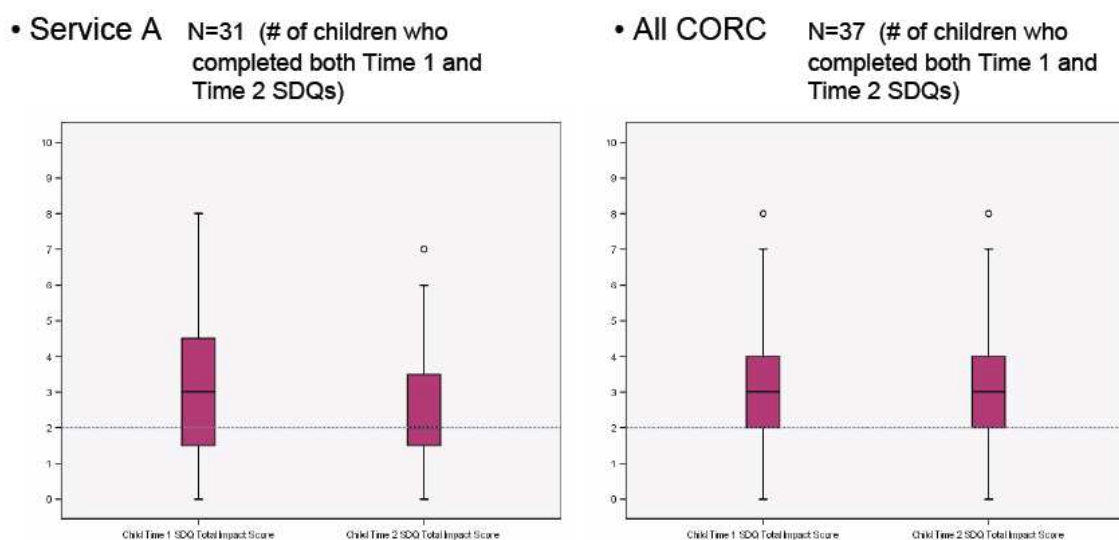 • Service A N=31 (# of children who
completed both Time 1 and
Time 2 SDQs)
• All CORC N=37 (# of children who
completed both Time 1 and
Time 2 SDQs)
10
9
8
7
6
5
4
3
2
1
0
Child Time 1 SDQ Total Impact Score Child Time 2 SDQ Total Impact Score
10
9
8
7
6
5
4
3
2
1
0
Child Time 1 SDQ Total Impact Score Child Time 2 SDQ Total Impact Score